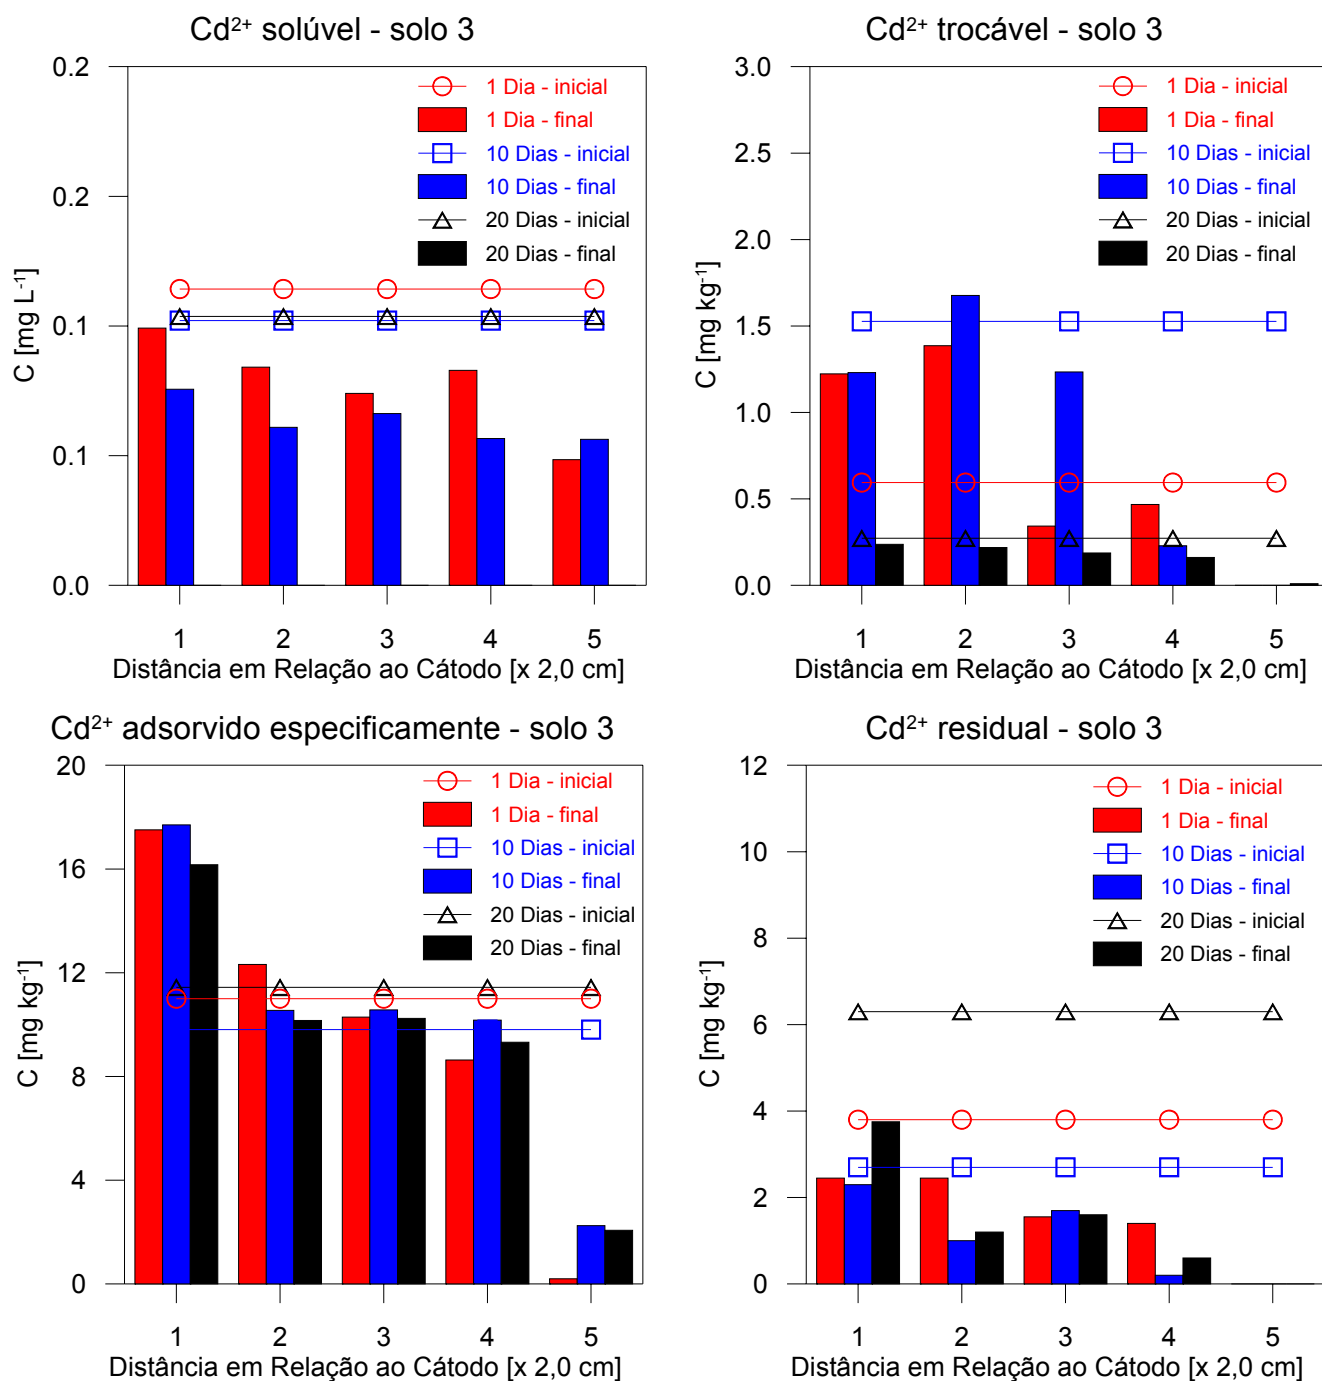 Cd²⁺ solúvel - solo 3
0.2
0.2
0.1
0.1
0.0
C [mg L⁻¹]
1 Dia - inicial
1 Dia - final
10 Dias - inicial
10 Dias - final
20 Dias - inicial
20 Dias - final
1 2 3 4 5
Distância em Relação ao Cátodo [x 2,0 cm]
Cd²⁺ trocável - solo 3
3.0
2.5
2.0
1.5
1.0
0.5
0.0
C [mg kg⁻¹]
1 Dia - inicial
1 Dia - final
10 Dias - inicial
10 Dias - final
20 Dias - inicial
20 Dias - final
1 2 3 4 5
Distância em Relação ao Cátodo [x 2,0 cm]
Cd²⁺ adsorvido especificamente - solo 3
20
16
12
8
4
0
C [mg kg⁻¹]
1 Dia - inicial
1 Dia - final
10 Dias - inicial
10 Dias - final
20 Dias - inicial
20 Dias - final
1 2 3 4 5
Distância em Relação ao Cátodo [x 2,0 cm]
Cd²⁺ residual - solo 3
12
10
8
6
4
2
0
C [mg kg⁻¹]
1 Dia - inicial
1 Dia - final
10 Dias - inicial
10 Dias - final
20 Dias - inicial
20 Dias - final
1 2 3 4 5
Distância em Relação ao Cátodo [x 2,0 cm]